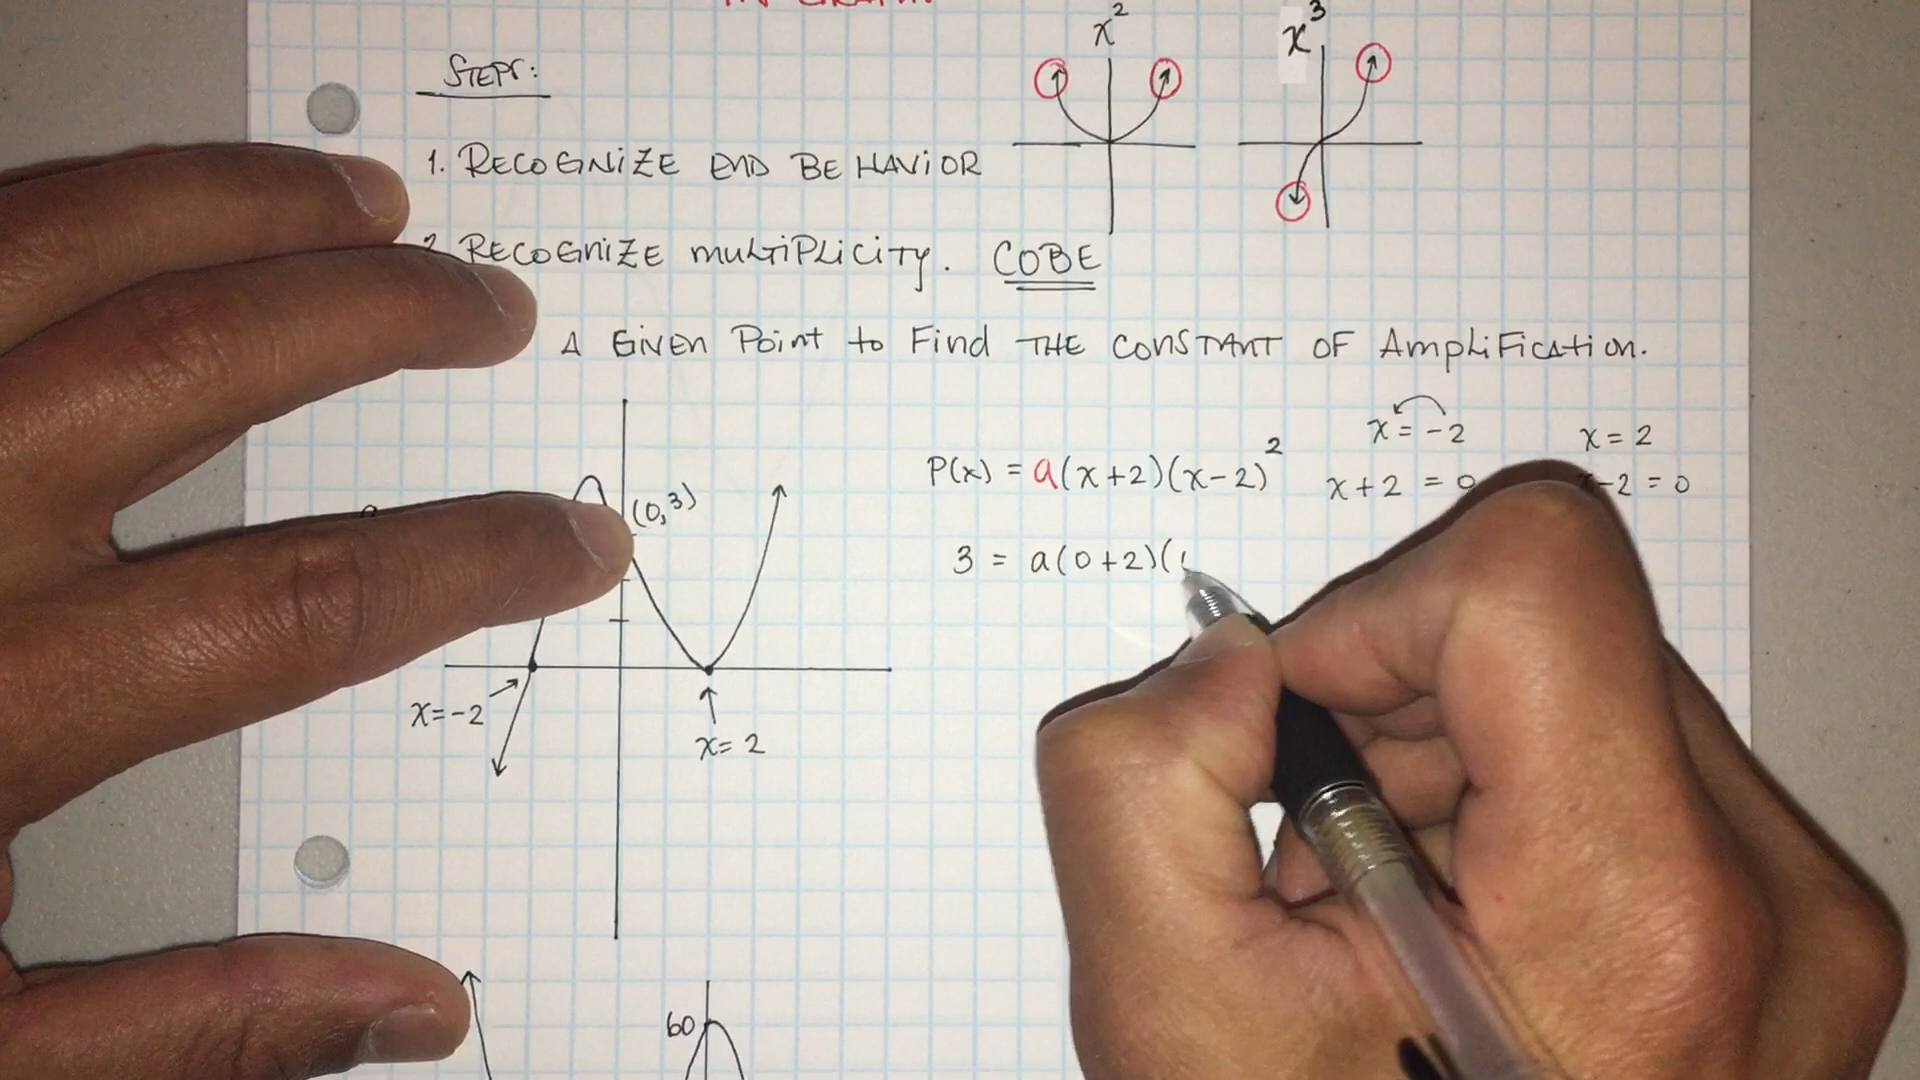 x²
x³
STEPS:
1. RECOGNIZE END BEHAVIOR
2 RECOGNIZE MULTIPLICITY. COBE
A GIVEN POINT to Find THE CONSTANT OF AMPLIFICATION.
x = -2
x = 2
P(x) = a(x+2)(x-2)²
x+2 = 0
-2 = 0
(0,3)
3 = a(0+2)(
x=-2
x=2
60